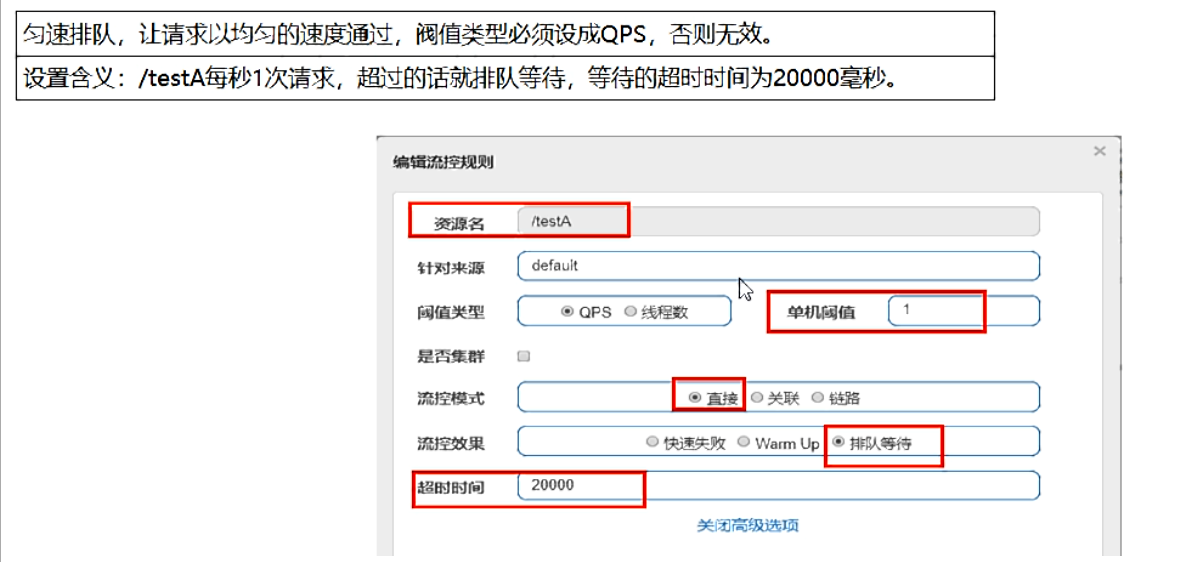 匀速排队，让请求以均匀的速度通过，阀值类型必须设成QPS，否则无效。
设置含义：/testA每秒1次请求，超过的话就排队等待，等待的超时时间为20000毫秒。
编辑流控规则 ×
资源名 /testA
针对来源 default
阈值类型 QPS 线程数 单机阈值 1
是否集群
流控模式 直接 关联 链路
流控效果 快速失败 Warm Up 排队等待
超时时间 20000
关闭高级选项